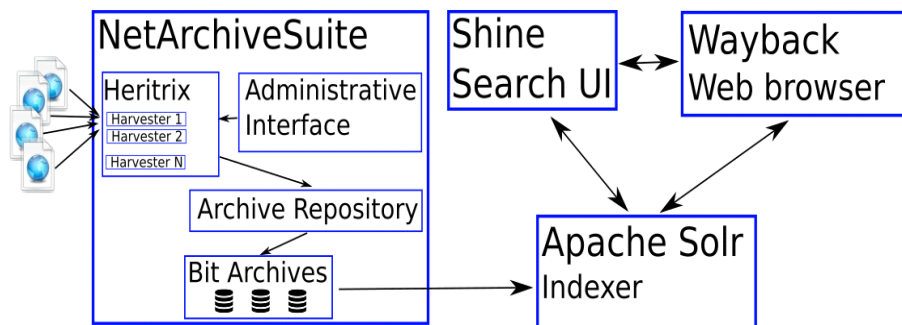 NetArchiveSuite
Heritrix
Harvester 1
Harvester 2
Harvester N
Administrative
Interface
Archive Repository
Bit Archives
Shine
Search UI
Wayback
Web browser
Apache Solr
Indexer